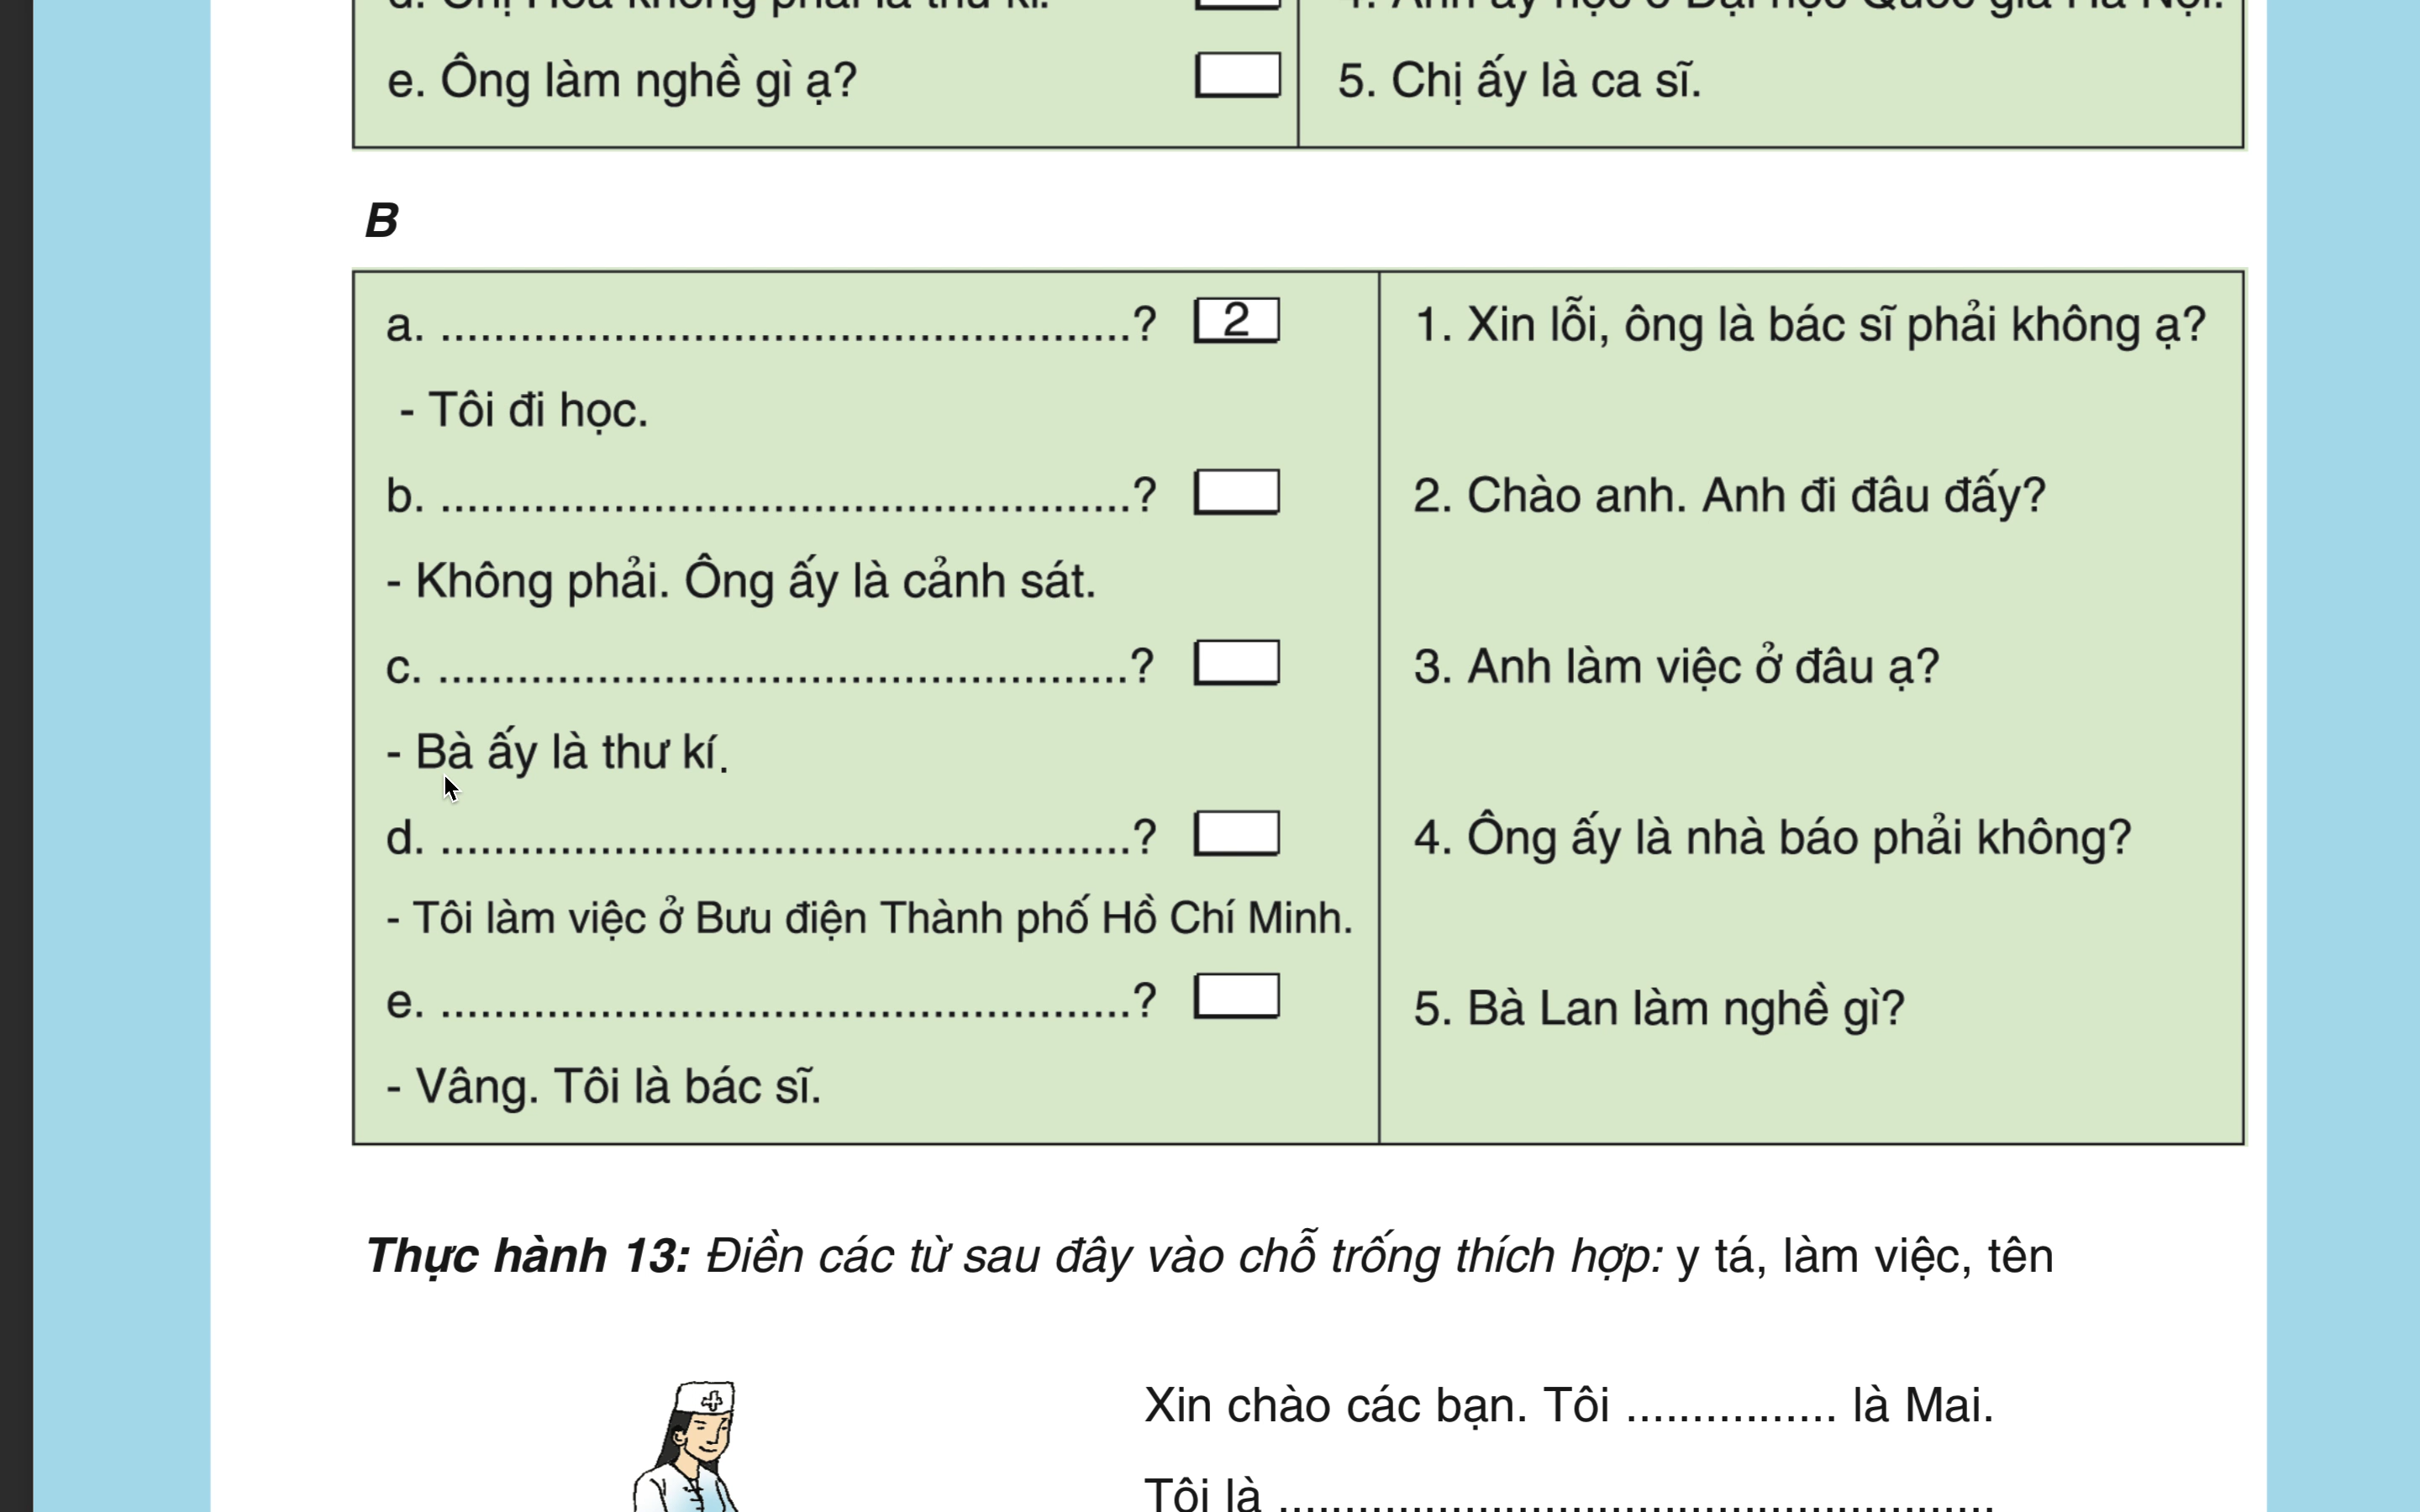 e. Ông làm nghề gì ạ?
5. Chị ấy là ca sĩ.
B
a. ....................................................? 2
- Tôi đi học.
b. ....................................................?
- Không phải. Ông ấy là cảnh sát.
c. ....................................................?
- Bà ấy là thư kí.
d. ....................................................?
- Tôi làm việc ở Bưu điện Thành phố Hồ Chí Minh.
e. ....................................................?
- Vâng. Tôi là bác sĩ.
1. Xin lỗi, ông là bác sĩ phải không ạ?
2. Chào anh. Anh đi đâu đấy?
3. Anh làm việc ở đâu ạ?
4. Ông ấy là nhà báo phải không?
5. Bà Lan làm nghề gì?
Thực hành 13: Điền các từ sau đây vào chỗ trống thích hợp: y tá, làm việc, tên
Xin chào các bạn. Tôi ................ là Mai.
Tôi là ......................................................